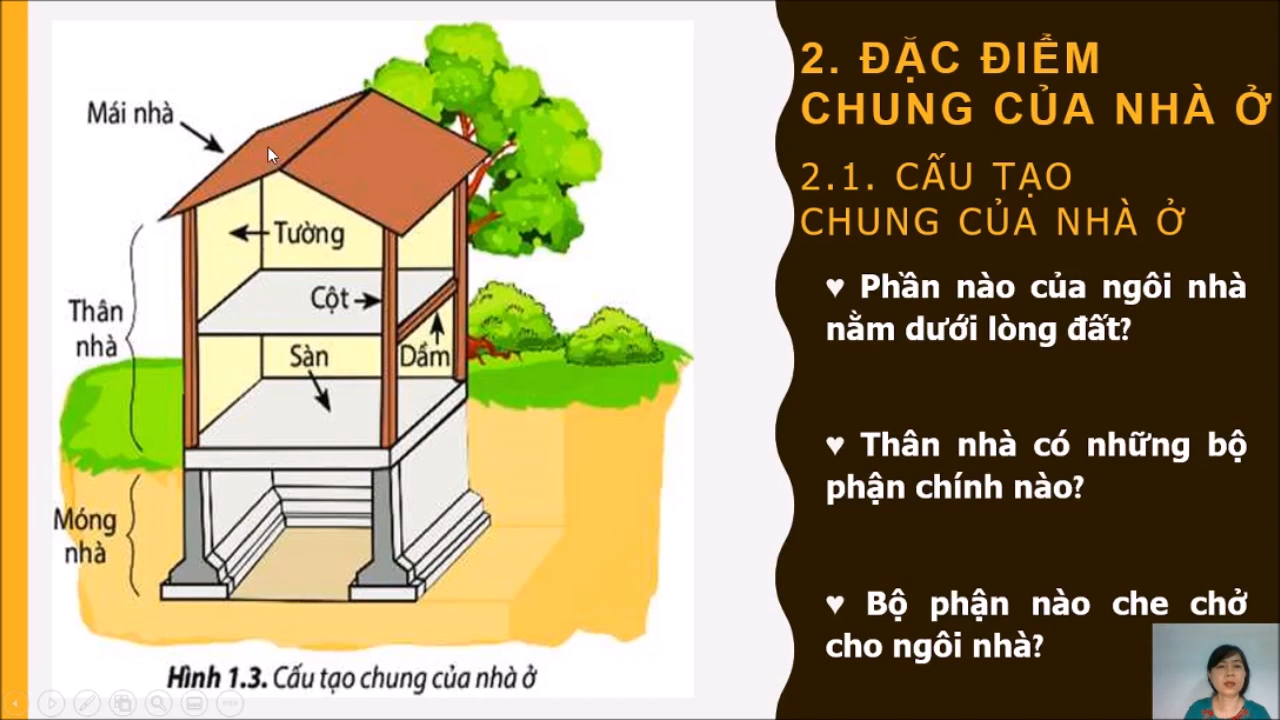 Mái nhà
Tường
Cột
Thân
nhà
Sàn
Dầm
Móng
nhà
Hình 1.3. Cấu tạo chung của nhà ở
2. ĐẶC ĐIỂM
CHUNG CỦA NHÀ Ở
2.1. CẤU TẠO
CHUNG CỦA NHÀ Ở
♥ Phần nào của ngôi nhà
nằm dưới lòng đất?
♥ Thân nhà có những bộ
phận chính nào?
♥ Bộ phận nào che chở
cho ngôi nhà?